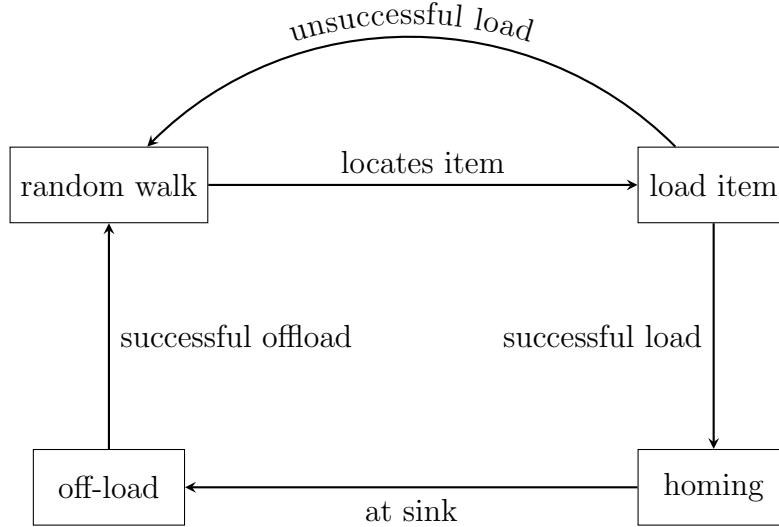 unsuccessful load
random walk
locates item
load item
successful offload
successful load
off-load
at sink
homing